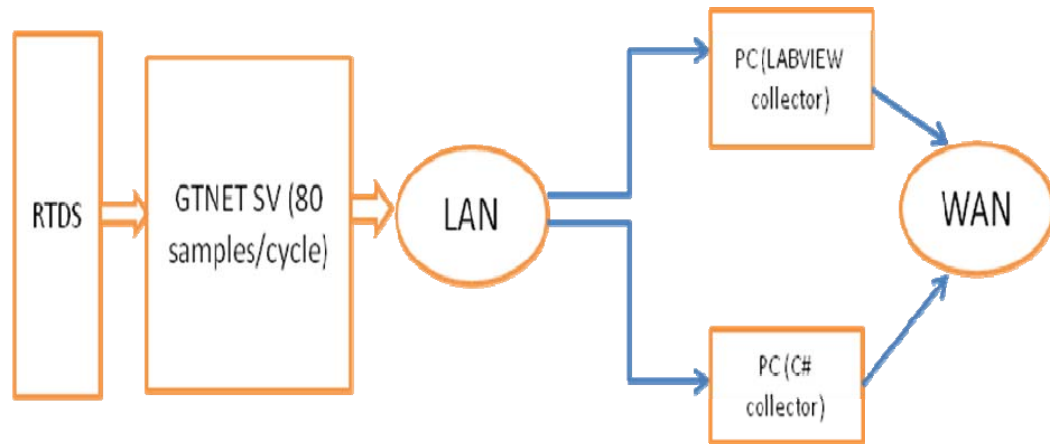 RTDS
GTNET SV (80
samples/cycle)
LAN
PC(LABVIEW
collector)
WAN
PC(C#
collector)